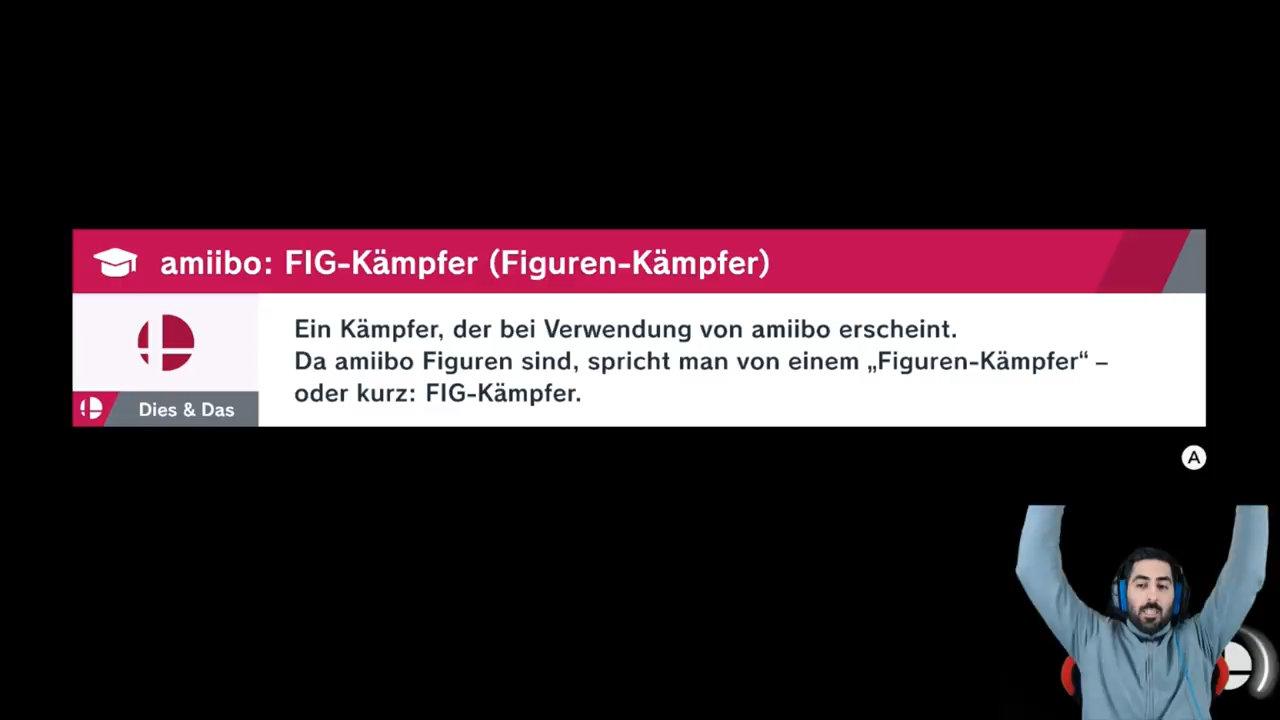 amiibo: FIG-Kämpfer (Figuren-Kämpfer)
Ein Kämpfer, der bei Verwendung von amiibo erscheint.
Da amiibo Figuren sind, spricht man von einem „Figuren-Kämpfer“ –
oder kurz: FIG-Kämpfer.
Dies & Das
A